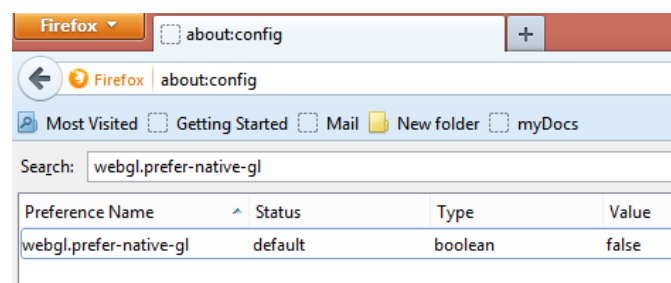 Firefox
about:config
+
Firefox about:config
Most Visited Getting Started Mail New folder myDocs
Search: webgl.prefer-native-gl
Preference Name Status Type Value
webgl.prefer-native-gl default boolean false